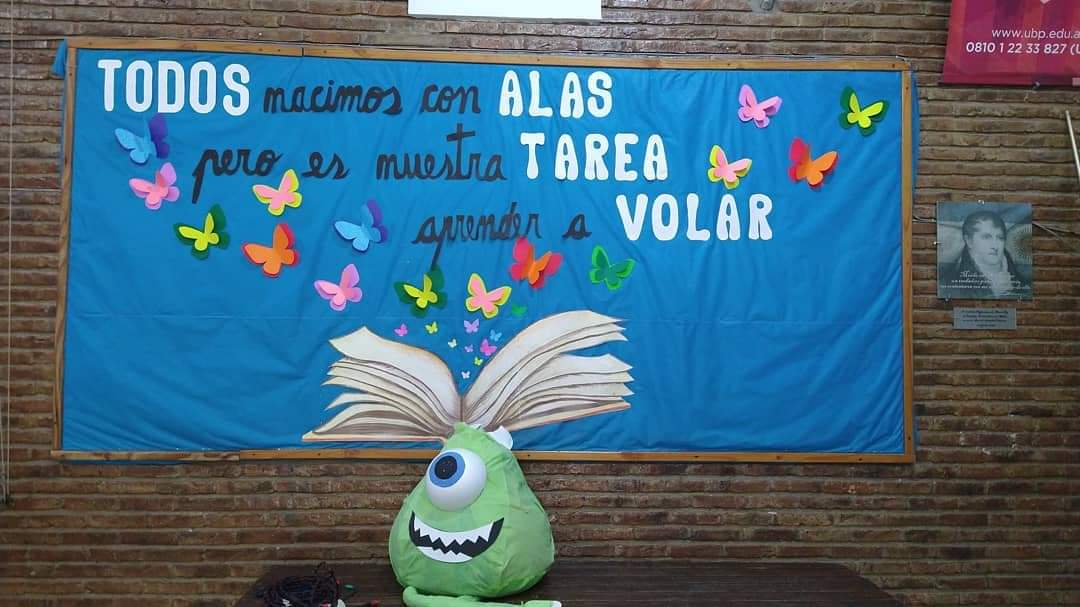 TODOS nacimos con ALAS
pero es nuestra TAREA
aprender a VOLAR
www.ubp.edu.a
0810 1 22 33 827 (U